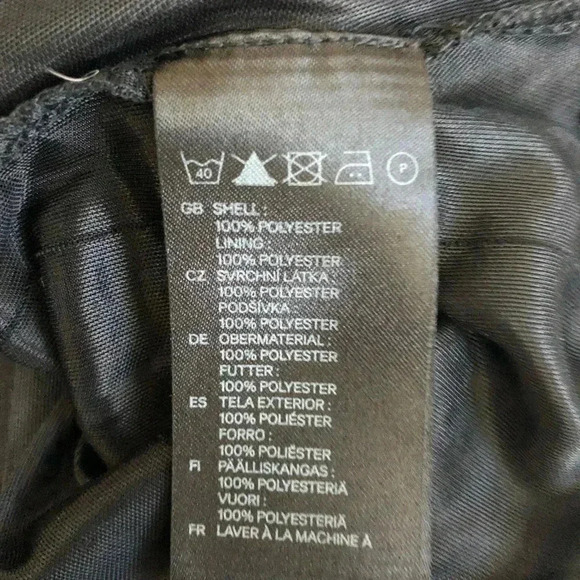 40 P
GB SHELL :
100% POLYESTER
LINING :
100% POLYESTER
CZ SVRCHNÍ LÁTKA :
100% POLYESTER
PODŠÍVKA :
100% POLYESTER
DE OBERMATERIAL :
100% POLYESTER
FUTTER :
100% POLYESTER
ES TELA EXTERIOR :
100% POLIÉSTER
FORRO :
100% POLIÉSTER
FI PÄÄLLISKANGAS :
100% POLYESTERIÄ
VUORI :
100% POLYESTERIÄ
FR LAVER À LA MACHINE À